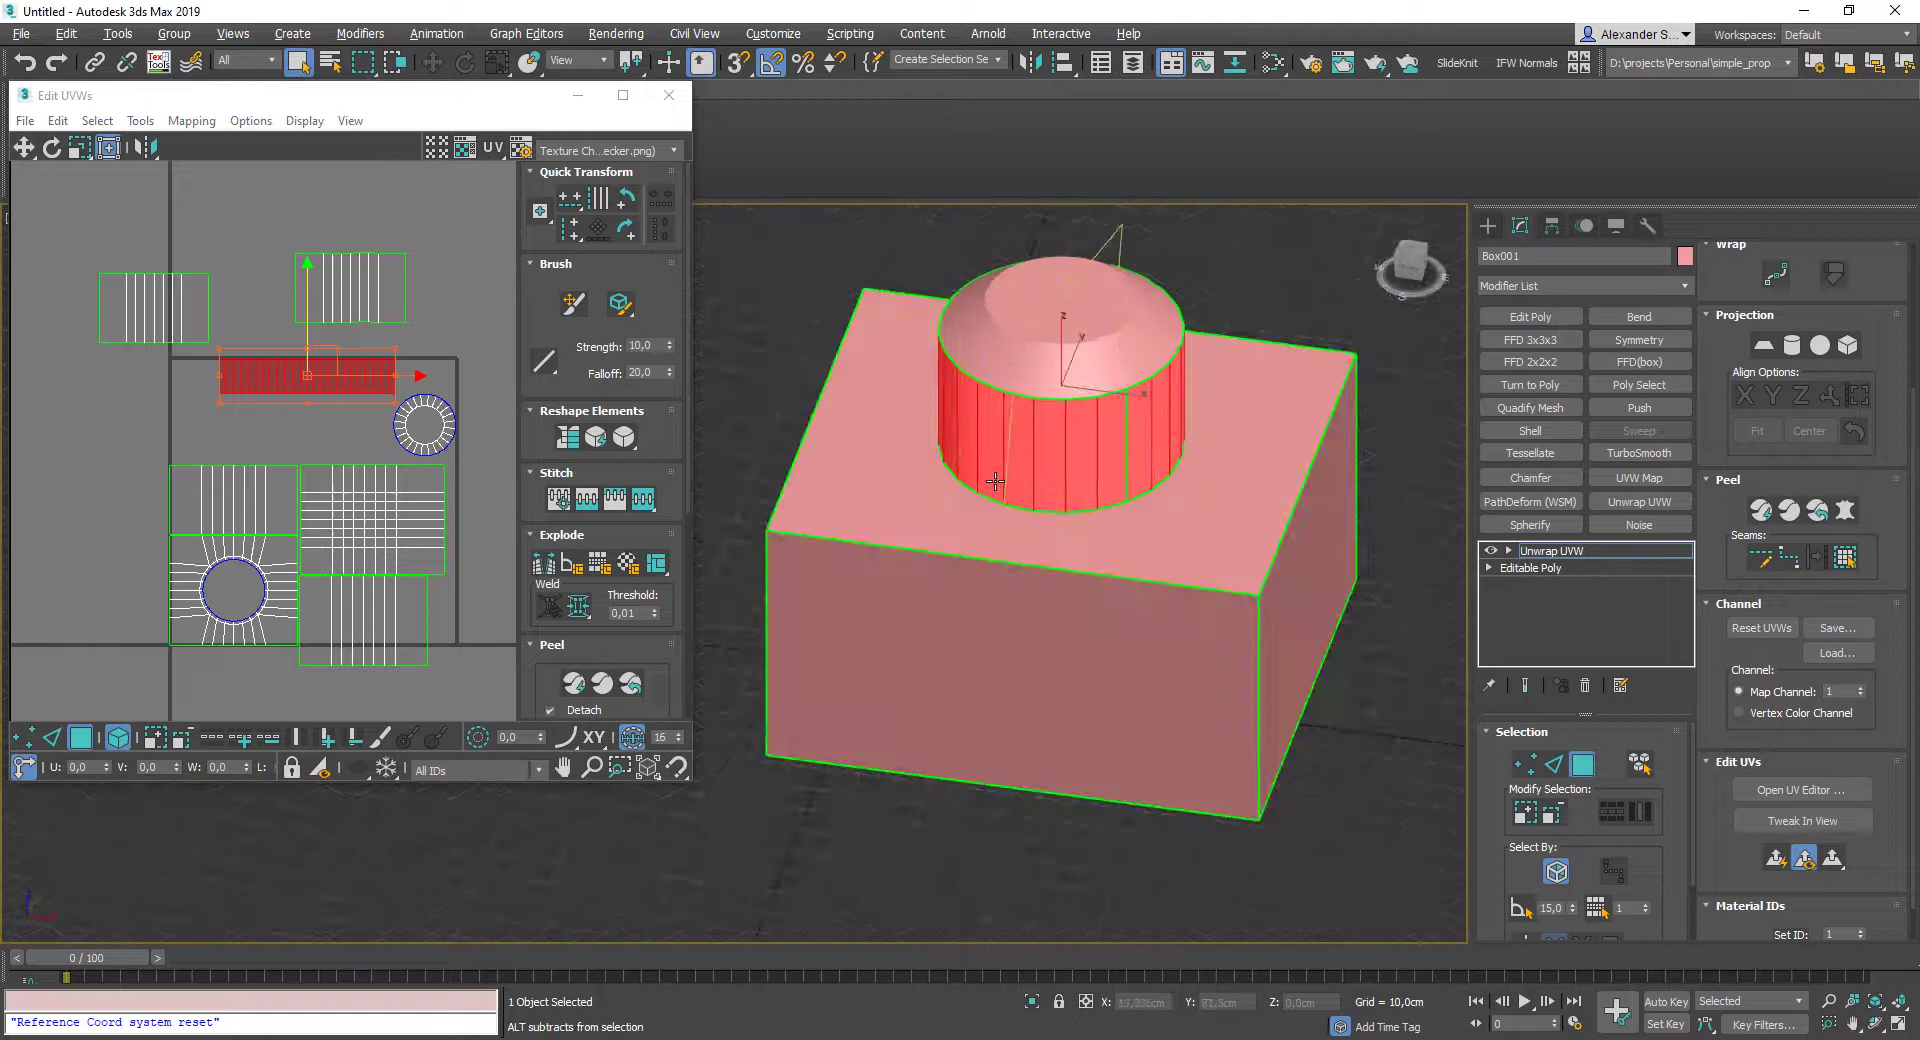 Untitled - Autodesk 3ds Max 2019
File Edit Tools Group Views Create Modifiers Animation Graph Editors Rendering Civil View Customize Scripting Content Arnold Interactive Help
Alexander S... Workspaces: Default
All View Create Selection Se SlideKnit IFW Normals D:\projects\Personal\simple_prop
Edit UVWs
File Edit Select Tools Mapping Options Display View
UV Texture Ch...ecker.png)
Quick Transform
Brush
Strength: 10,0
Falloff: 20,0
Reshape Elements
Stitch
Explode
Weld
Threshold:
0,01
Peel
Detach
0,0 XY 16
U: 0,0 V: 0,0 W: 0,0 L: All IDs
z
y
Box001
Modifier List
Edit Poly Bend
FFD 3x3x3 Symmetry
FFD 2x2x2 FFD(box)
Turn to Poly Poly Select
Quadify Mesh Push
Shell Sweep
Tessellate TurboSmooth
Chamfer UVW Map
PathDeform (WSM) Unwrap UVW
Spherify Noise
Unwrap UVW
Editable Poly
Selection
Modify Selection:
Select By:
15,0 1
Wrap
Projection
Align Options:
X Y Z
Fit Center
Peel
Seams:
Channel
Reset UVWs Save...
Load...
Channel:
Map Channel: 1
Vertex Color Channel
Edit UVs
Open UV Editor ...
Tweak In View
Material IDs
Set ID: 1
< 0 / 100 >
"Reference Coord system reset"
1 Object Selected
ALT subtracts from selection
X: Y: Z: 0,0cm Grid = 10,0cm
Add Time Tag
0
Auto Key Selected
Set Key Key Filters...